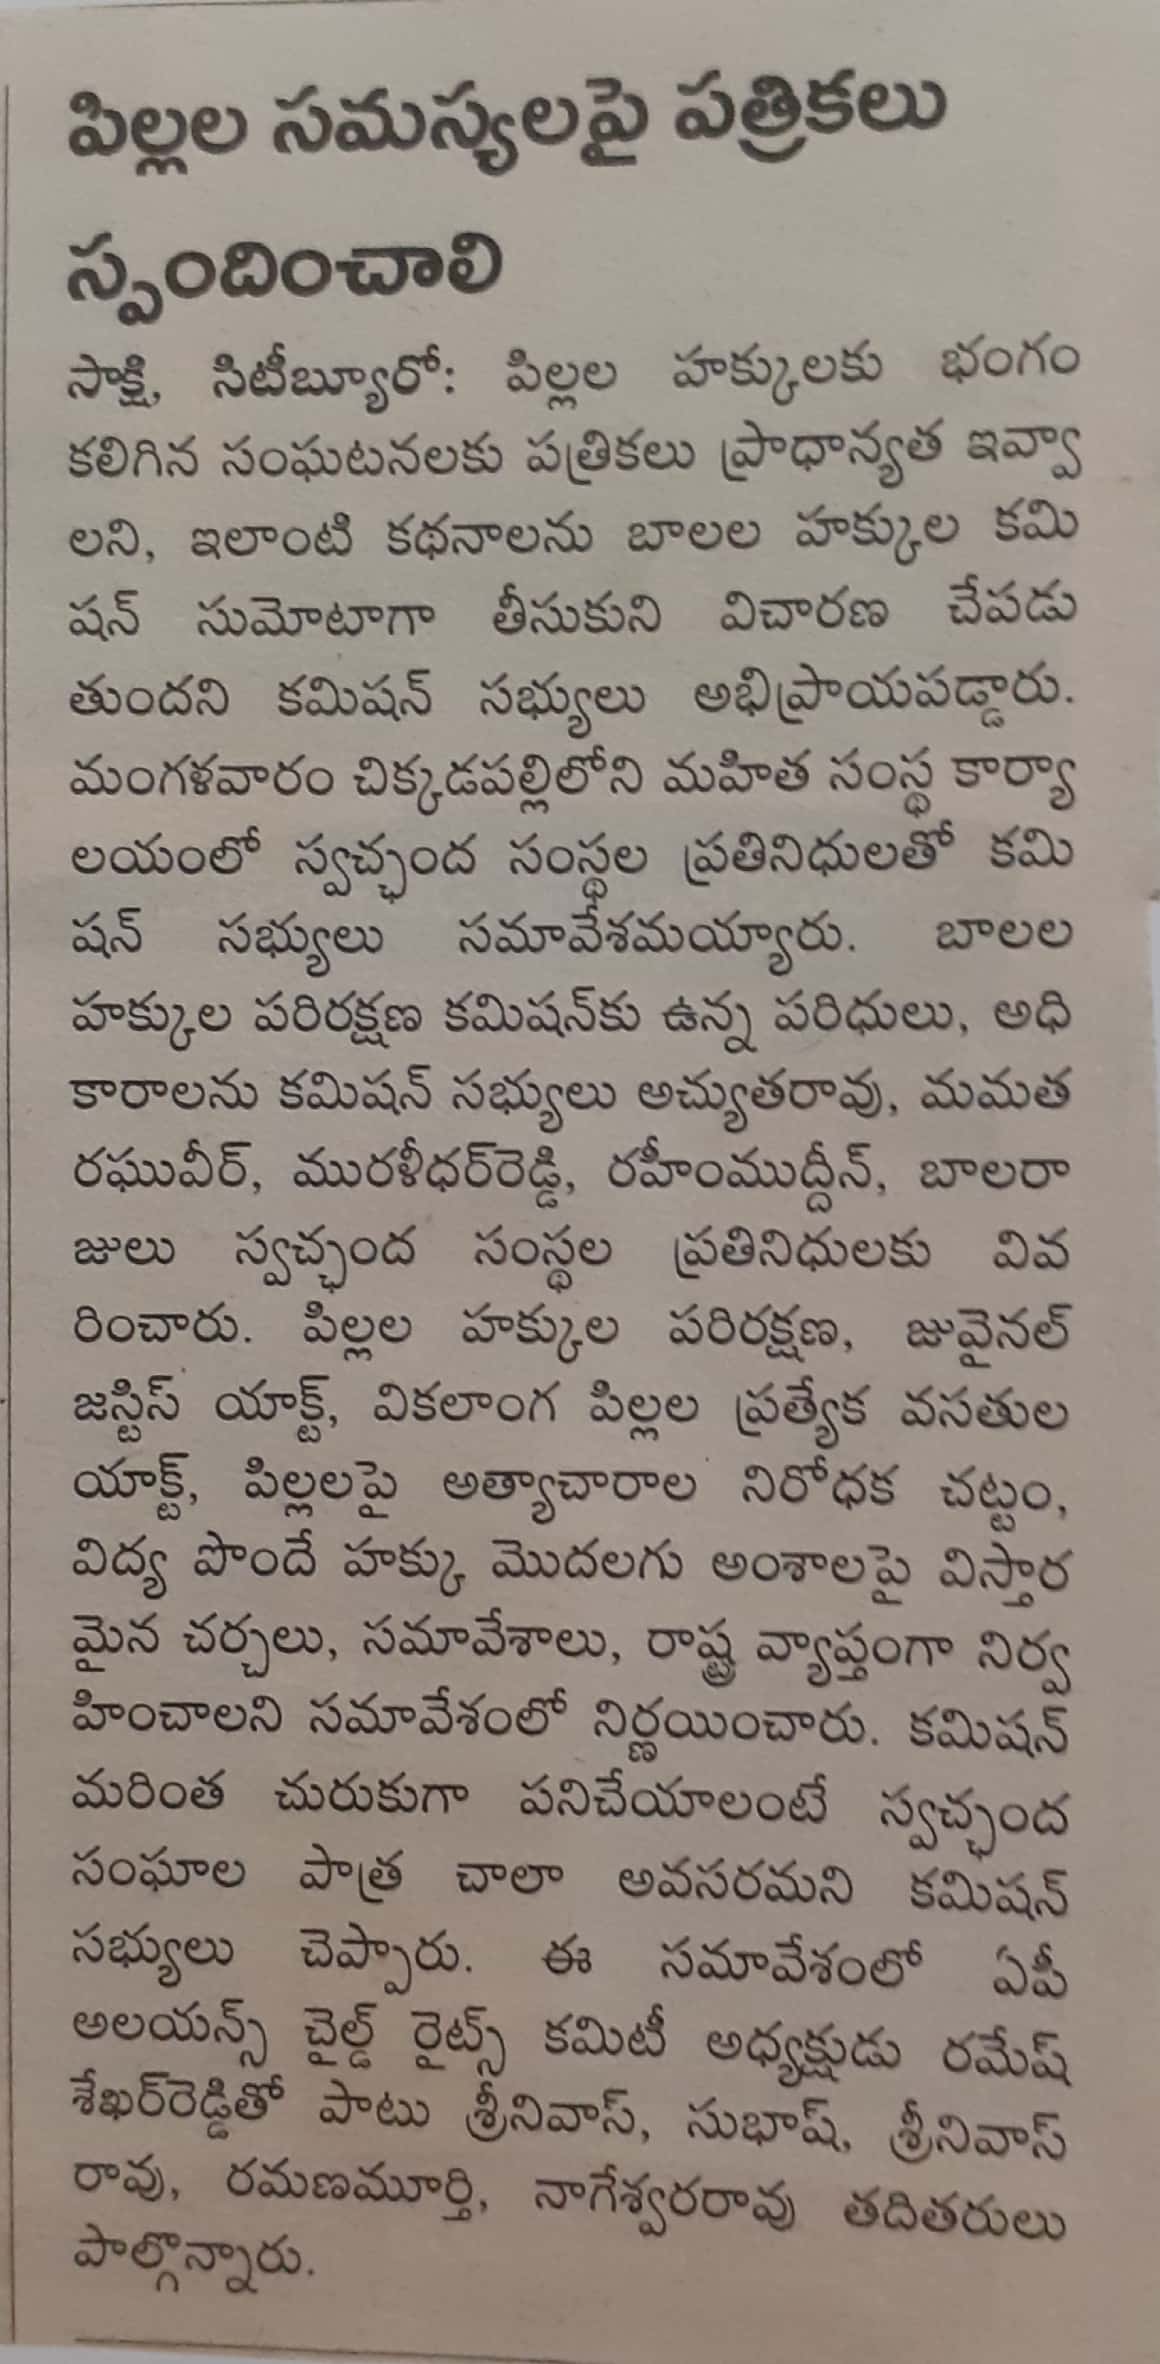 పిల్లల సమస్యలపై పత్రికలు
స్పందించాలి
సాక్షి, సిటీబ్యూరో: పిల్లల హక్కులకు భంగం
కలిగిన సంఘటనలకు పత్రికలు ప్రాధాన్యత ఇవ్వా
లని, ఇలాంటి కథనాలను బాలల హక్కుల కమి
షన్ సుమోటాగా తీసుకుని విచారణ చేపడు
తుందని కమిషన్ సభ్యులు అభిప్రాయపడ్డారు.
మంగళవారం చిక్కడపల్లిలోని మహిత సంస్థ కార్యా
లయంలో స్వచ్ఛంద సంస్థల ప్రతినిధులతో కమి
షన్ సభ్యులు సమావేశమయ్యారు. బాలల
హక్కుల పరిరక్షణ కమిషన్‌కు ఉన్న పరిధులు, అధి
కారాలను కమిషన్ సభ్యులు అచ్యుతరావు, మమత
రఘువీర్, మురళీధర్‌రెడ్డి, రహీంముద్దీన్, బాలరా
జులు స్వచ్ఛంద సంస్థల ప్రతినిధులకు వివ
రించారు. పిల్లల హక్కుల పరిరక్షణ, జువైనల్
జస్టిస్ యాక్ట్, వికలాంగ పిల్లల ప్రత్యేక వసతుల
యాక్ట్, పిల్లలపై అత్యాచారాల నిరోధక చట్టం,
విద్య పొందే హక్కు మొదలగు అంశాలపై విస్తార
మైన చర్చలు, సమావేశాలు, రాష్ట్ర వ్యాప్తంగా నిర్వ
హించాలని సమావేశంలో నిర్ణయించారు. కమిషన్
మరింత చురుకుగా పనిచేయాలంటే స్వచ్ఛంద
సంఘాల పాత్ర చాలా అవసరమని కమిషన్
సభ్యులు చెప్పారు. ఈ సమావేశంలో ఏపీ
అలయన్స్ చైల్డ్ రైట్స్ కమిటీ అధ్యక్షుడు రమేష్
శేఖర్‌రెడ్డితో పాటు శ్రీనివాస్, సుభాష్, శ్రీనివాస్
రావు, రమణమూర్తి, నాగేశ్వరరావు తదితరులు
పాల్గొన్నారు.